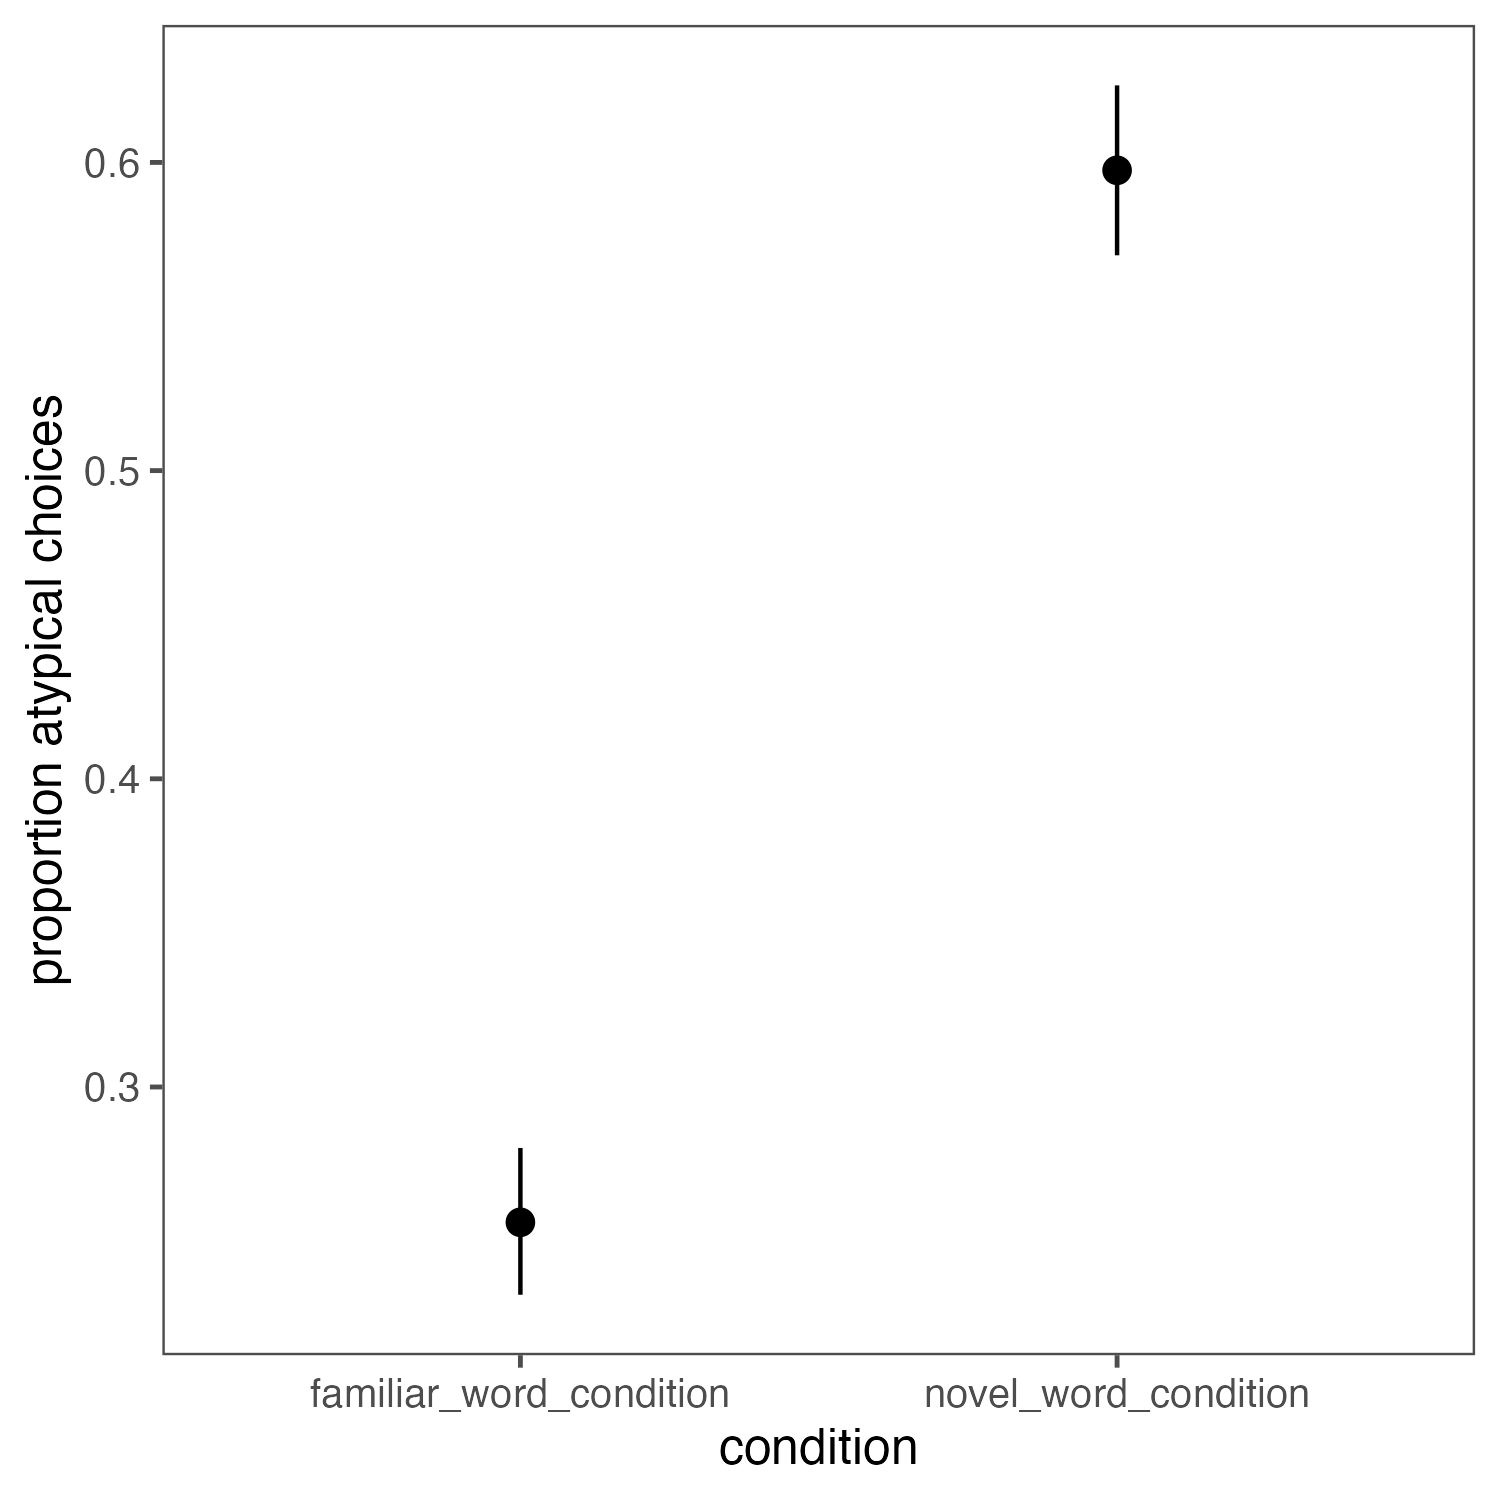 proportion atypical choices
0.6
0.5
0.4
0.3
familiar_word_condition
novel_word_condition
condition